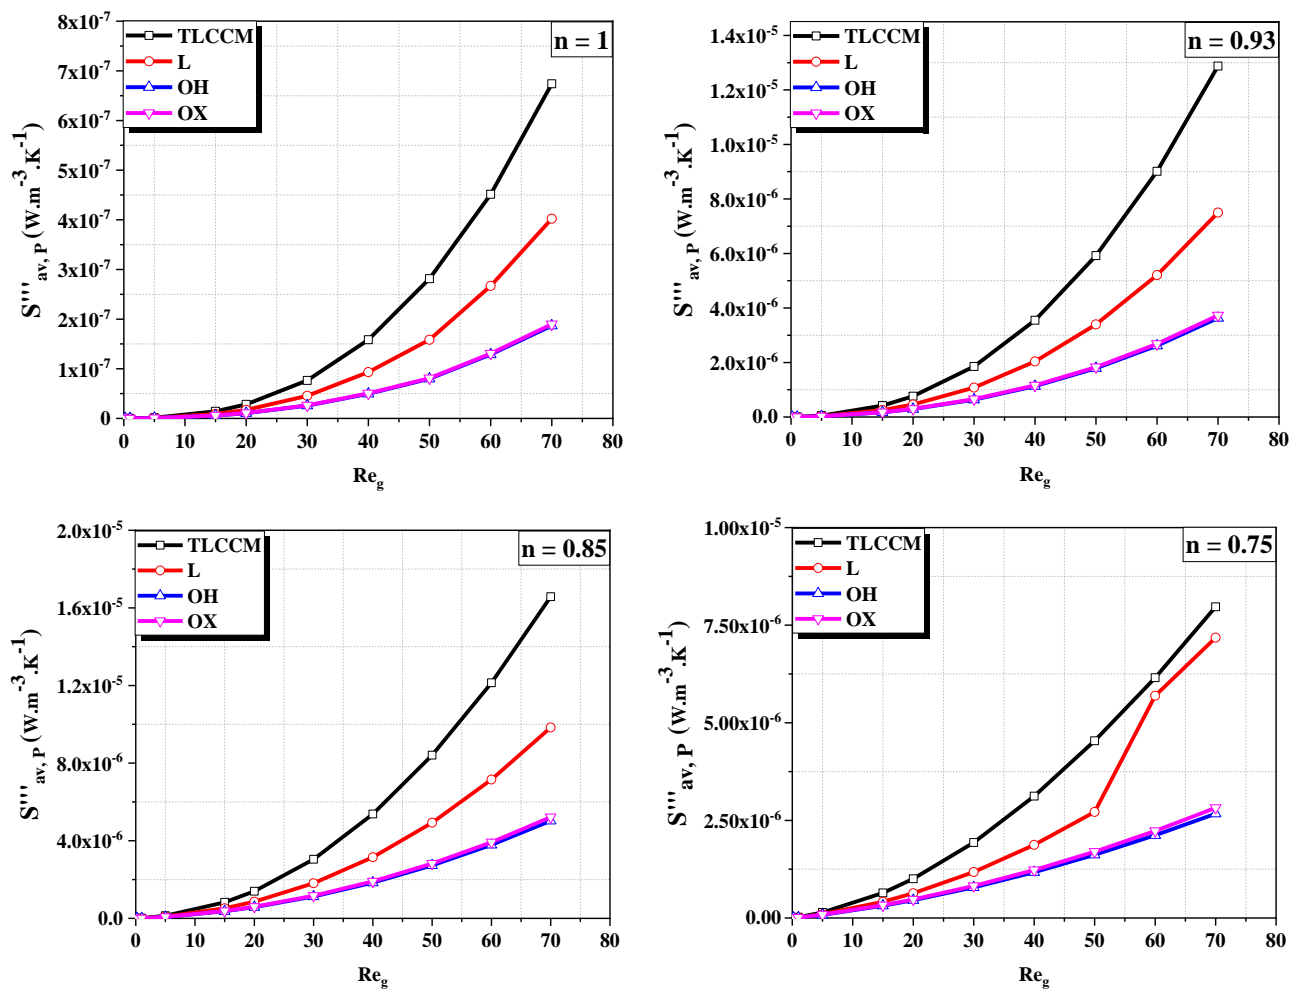 TLCCM
L
OH
OX
n = 1
8x10⁻⁷
7x10⁻⁷
6x10⁻⁷
5x10⁻⁷
4x10⁻⁷
3x10⁻⁷
2x10⁻⁷
1x10⁻⁷
0
S'''av, P (W.m⁻³.K⁻¹)
0 10 20 30 40 50 60 70 80
Reg
TLCCM
L
OH
OX
n = 0.93
1.4x10⁻⁵
1.2x10⁻⁵
1.0x10⁻⁵
8.0x10⁻⁶
6.0x10⁻⁶
4.0x10⁻⁶
2.0x10⁻⁶
0.0
S'''av, P (W.m⁻³.K⁻¹)
0 10 20 30 40 50 60 70 80
Reg
TLCCM
L
OH
OX
n = 0.85
2.0x10⁻⁵
1.6x10⁻⁵
1.2x10⁻⁵
8.0x10⁻⁶
4.0x10⁻⁶
0.0
S'''av, P (W.m⁻³.K⁻¹)
0 10 20 30 40 50 60 70 80
Reg
TLCCM
L
OH
OX
n = 0.75
1.00x10⁻⁵
7.50x10⁻⁶
5.00x10⁻⁶
2.50x10⁻⁶
0.00
S'''av, P (W.m⁻³.K⁻¹)
0 10 20 30 40 50 60 70 80
Reg